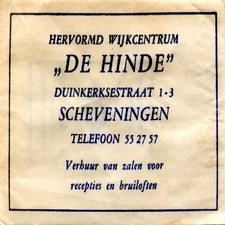 HERVORMD WIJKCENTRUM
„DE HINDE”
DUINKERKSESTRAAT 1-3
SCHEVENINGEN
TELEFOON 55 27 57
Verhuur van zalen voor
recepties en bruiloften